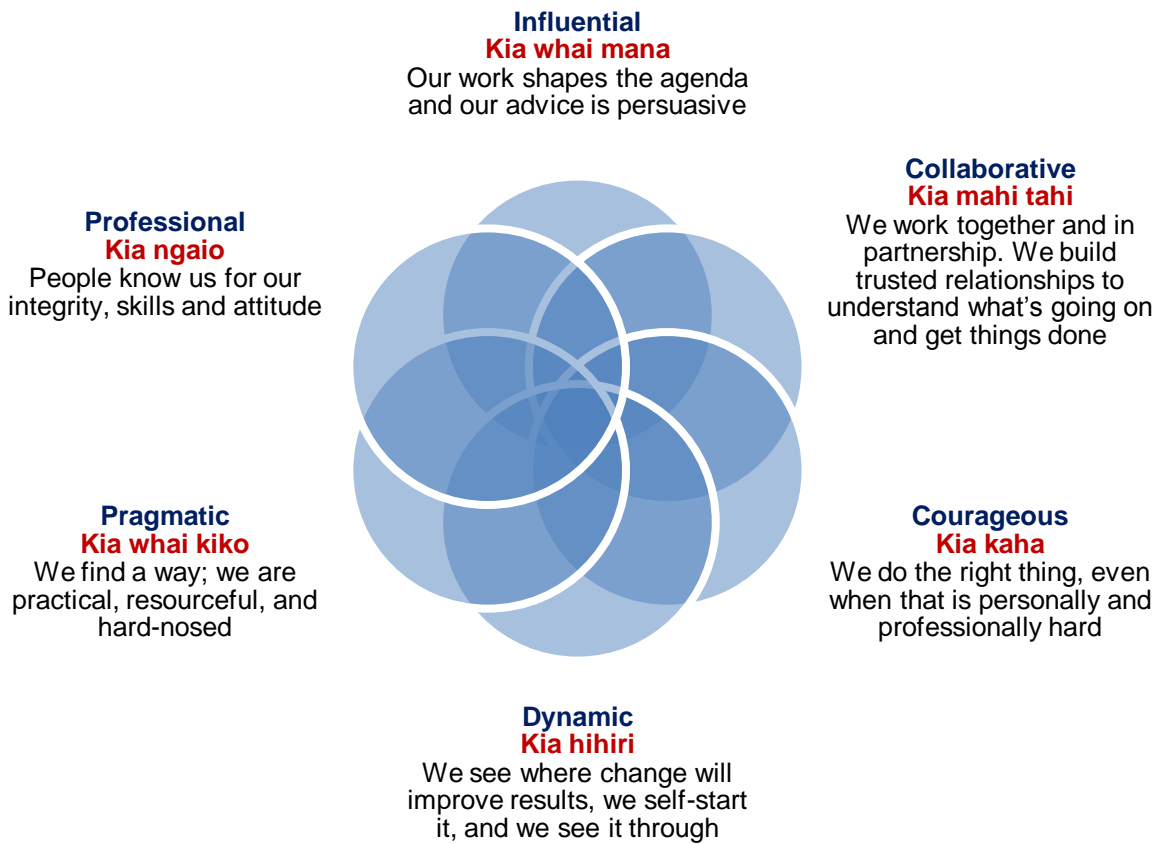 Influential
Kia whai mana
Our work shapes the agenda
and our advice is persuasive
Collaborative
Kia mahi tahi
We work together and in
partnership. We build
trusted relationships to
understand what’s going on
and get things done
Courageous
Kia kaha
We do the right thing, even
when that is personally and
professionally hard
Dynamic
Kia hihiri
We see where change will
improve results, we self-start
it, and we see it through
Pragmatic
Kia whai kiko
We find a way; we are
practical, resourceful, and
hard-nosed
Professional
Kia ngaio
People know us for our
integrity, skills and attitude